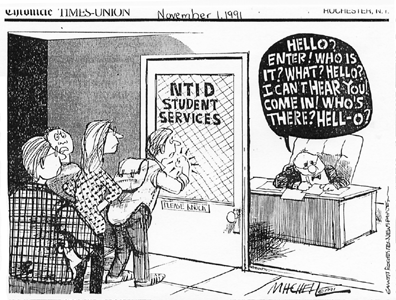 Chronicle TIMES-UNION
November 1, 1991
ROCHESTER, N.Y.
HELLO?
ENTER! WHO IS
IT? WHAT? HELLO?
I CAN'T HEAR YOU!
COME IN! WHO'S
THERE? HELL-O?
NTID
STUDENT
SERVICES
PLEASE KNOCK
MITCHELL